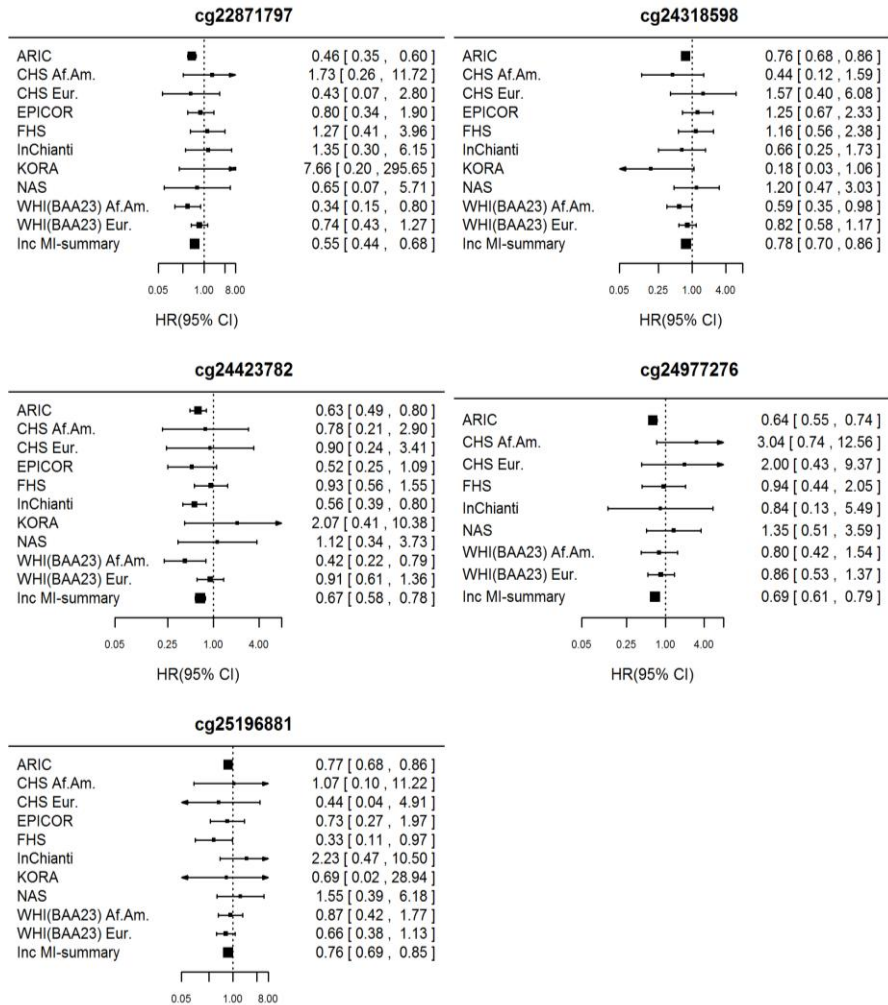 cg22871797
ARIC 0.46 [ 0.35 , 0.60 ]
CHS Af.Am. 1.73 [ 0.26 , 11.72 ]
CHS Eur. 0.43 [ 0.07 , 2.80 ]
EPICOR 0.80 [ 0.34 , 1.90 ]
FHS 1.27 [ 0.41 , 3.96 ]
InChianti 1.35 [ 0.30 , 6.15 ]
KORA 7.66 [ 0.20 , 295.65 ]
NAS 0.65 [ 0.07 , 5.71 ]
WHI(BAA23) Af.Am. 0.34 [ 0.15 , 0.80 ]
WHI(BAA23) Eur. 0.74 [ 0.43 , 1.27 ]
Inc MI-summary 0.55 [ 0.44 , 0.68 ]
0.05 1.00 8.00
HR(95% CI)
cg24318598
ARIC 0.76 [ 0.68 , 0.86 ]
CHS Af.Am. 0.44 [ 0.12 , 1.59 ]
CHS Eur. 1.57 [ 0.40 , 6.08 ]
EPICOR 1.25 [ 0.67 , 2.33 ]
FHS 1.16 [ 0.56 , 2.38 ]
InChianti 0.66 [ 0.25 , 1.73 ]
KORA 0.18 [ 0.03 , 1.06 ]
NAS 1.20 [ 0.47 , 3.03 ]
WHI(BAA23) Af.Am. 0.59 [ 0.35 , 0.98 ]
WHI(BAA23) Eur. 0.82 [ 0.58 , 1.17 ]
Inc MI-summary 0.78 [ 0.70 , 0.86 ]
0.05 0.25 1.00 4.00
HR(95% CI)
cg24423782
ARIC 0.63 [ 0.49 , 0.80 ]
CHS Af.Am. 0.78 [ 0.21 , 2.90 ]
CHS Eur. 0.90 [ 0.24 , 3.41 ]
EPICOR 0.52 [ 0.25 , 1.09 ]
FHS 0.93 [ 0.56 , 1.55 ]
InChianti 0.56 [ 0.39 , 0.80 ]
KORA 2.07 [ 0.41 , 10.38 ]
NAS 1.12 [ 0.34 , 3.73 ]
WHI(BAA23) Af.Am. 0.42 [ 0.22 , 0.79 ]
WHI(BAA23) Eur. 0.91 [ 0.61 , 1.36 ]
Inc MI-summary 0.67 [ 0.58 , 0.78 ]
0.05 0.25 1.00 4.00
HR(95% CI)
cg24977276
ARIC 0.64 [ 0.55 , 0.74 ]
CHS Af.Am. 3.04 [ 0.74 , 12.56 ]
CHS Eur. 2.00 [ 0.43 , 9.37 ]
FHS 0.94 [ 0.44 , 2.05 ]
InChianti 0.84 [ 0.13 , 5.49 ]
NAS 1.35 [ 0.51 , 3.59 ]
WHI(BAA23) Af.Am. 0.80 [ 0.42 , 1.54 ]
WHI(BAA23) Eur. 0.86 [ 0.53 , 1.37 ]
Inc MI-summary 0.69 [ 0.61 , 0.79 ]
0.05 0.25 1.00 4.00
HR(95% CI)
cg25196881
ARIC 0.77 [ 0.68 , 0.86 ]
CHS Af.Am. 1.07 [ 0.10 , 11.22 ]
CHS Eur. 0.44 [ 0.04 , 4.91 ]
EPICOR 0.73 [ 0.27 , 1.97 ]
FHS 0.33 [ 0.11 , 0.97 ]
InChianti 2.23 [ 0.47 , 10.50 ]
KORA 0.69 [ 0.02 , 28.94 ]
NAS 1.55 [ 0.39 , 6.18 ]
WHI(BAA23) Af.Am. 0.87 [ 0.42 , 1.77 ]
WHI(BAA23) Eur. 0.66 [ 0.38 , 1.13 ]
Inc MI-summary 0.76 [ 0.69 , 0.85 ]
0.05 1.00 8.00